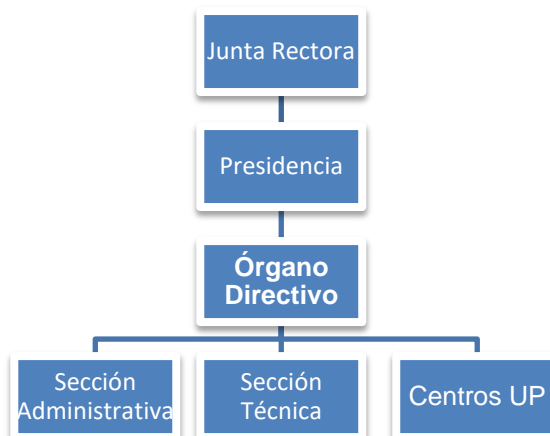 Junta Rectora
Presidencia
Órgano
Directivo
Sección
Administrativa
Sección
Técnica
Centros UP